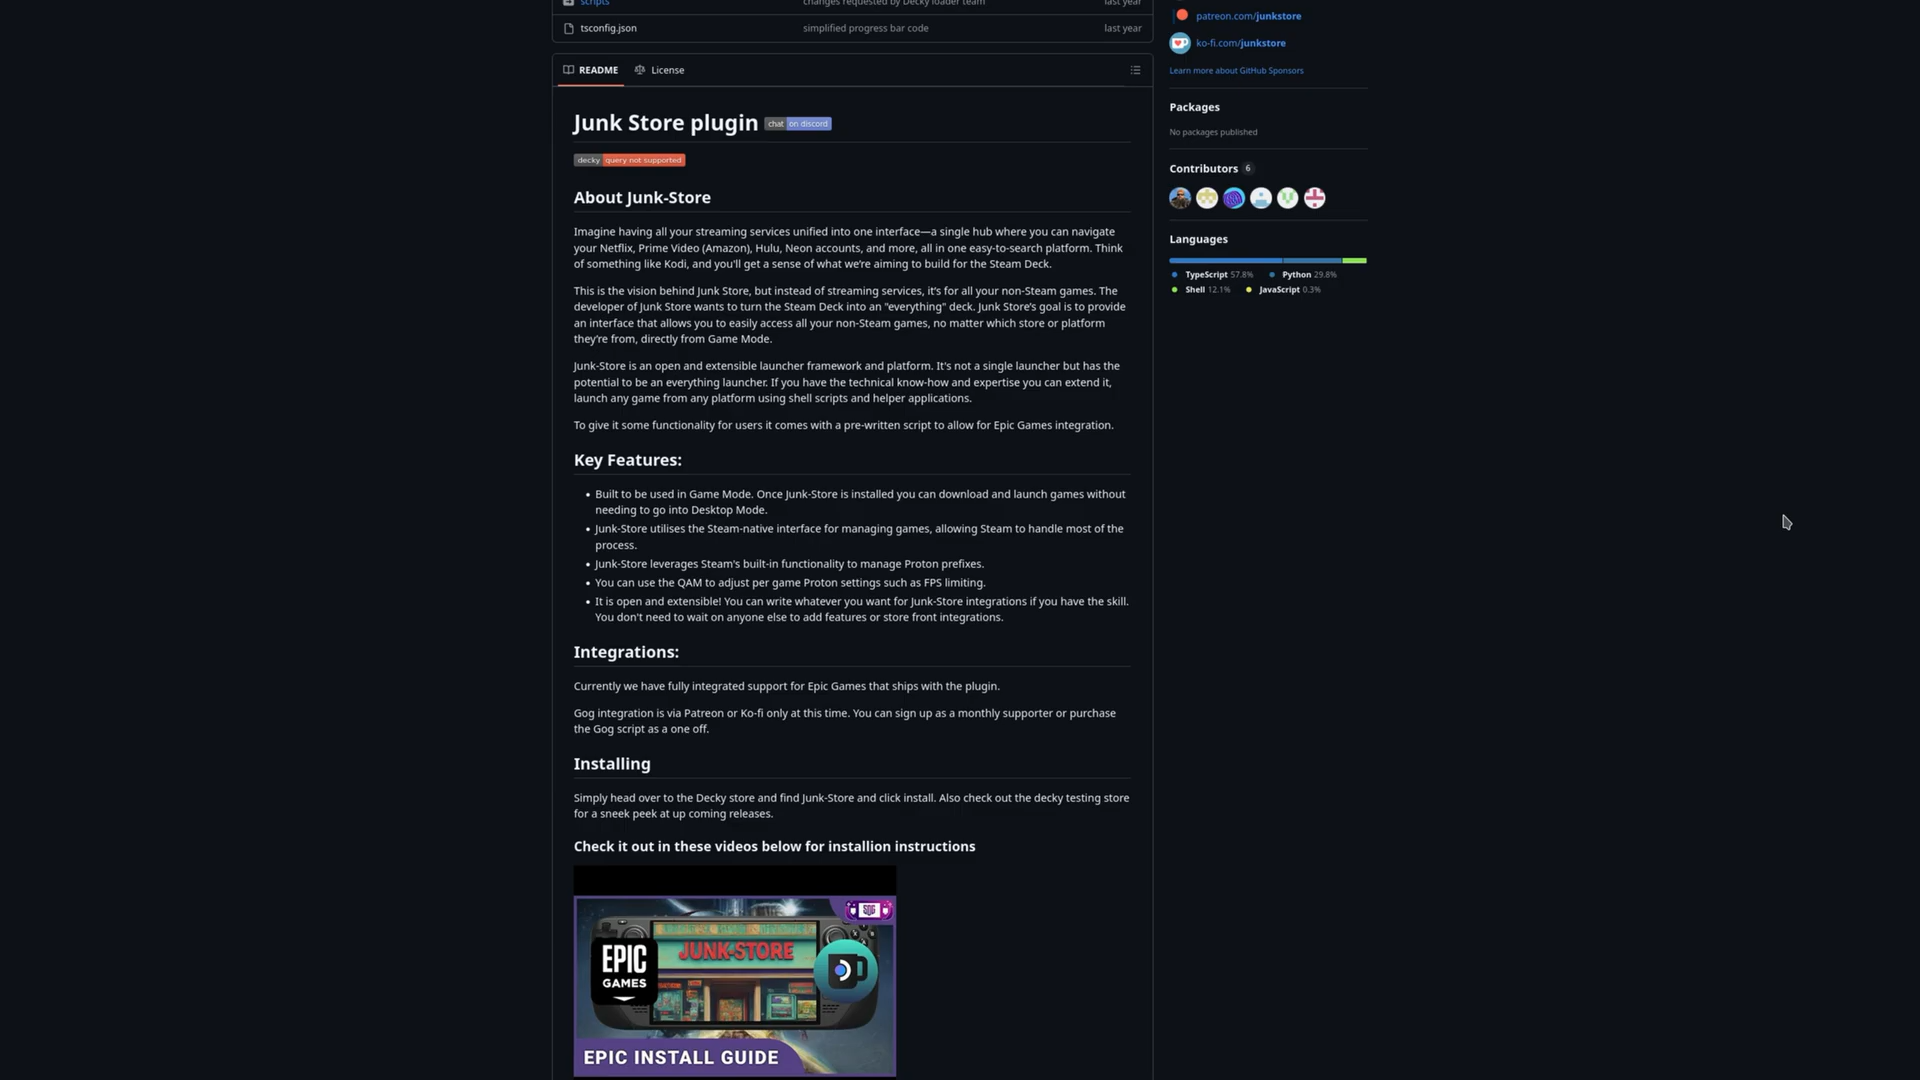 scripts
changes requested by Decky loader team
last year
tsconfig.json
simplified progress bar code
last year
README
License
Junk Store plugin
chat on discord
decky query not supported
About Junk-Store
Imagine having all your streaming services unified into one interface—a single hub where you can navigate
your Netflix, Prime Video (Amazon), Hulu, Neon accounts, and more, all in one easy-to-search platform. Think
of something like Kodi, and you'll get a sense of what we're aiming to build for the Steam Deck.
This is the vision behind Junk Store, but instead of streaming services, it's for all your non-Steam games. The
developer of Junk Store wants to turn the Steam Deck into an "everything" deck. Junk Store's goal is to provide
an interface that allows you to easily access all your non-Steam games, no matter which store or platform
they're from, directly from Game Mode.
Junk-Store is an open and extensible launcher framework and platform. It's not a single launcher but has the
potential to be an everything launcher. If you have the technical know-how and expertise you can extend it,
launch any game from any platform using shell scripts and helper applications.
To give it some functionality for users it comes with a pre-written script to allow for Epic Games integration.
Key Features:
• Built to be used in Game Mode. Once Junk-Store is installed you can download and launch games without
needing to go into Desktop Mode.
• Junk-Store utilises the Steam-native interface for managing games, allowing Steam to handle most of the
process.
• Junk-Store leverages Steam's built-in functionality to manage Proton prefixes.
• You can use the QAM to adjust per game Proton settings such as FPS limiting.
• It is open and extensible! You can write whatever you want for Junk-Store integrations if you have the skill.
You don't need to wait on anyone else to add features or store front integrations.
Integrations:
Currently we have fully integrated support for Epic Games that ships with the plugin.
Gog integration is via Patreon or Ko-fi only at this time. You can sign up as a monthly supporter or purchase
the Gog script as a one off.
Installing
Simply head over to the Decky store and find Junk-Store and click install. Also check out the decky testing store
for a sneek peek at up coming releases.
Check it out in these videos below for installion instructions
SDG
EPIC
GAMES
JUNK-STORE
EPIC INSTALL GUIDE
patreon.com/junkstore
ko-fi.com/junkstore
Learn more about GitHub Sponsors
Packages
No packages published
Contributors 6
Languages
TypeScript 57.8%
Python 29.8%
Shell 12.1%
JavaScript 0.3%